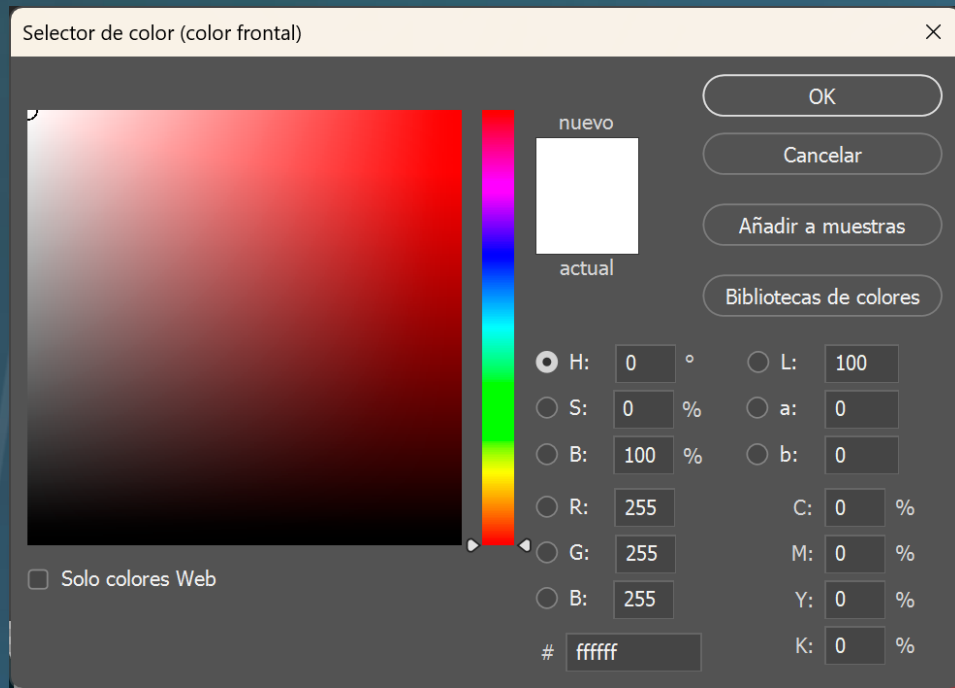 Selector de color (color frontal)
OK
nuevo
Cancelar
Añadir a muestras
actual
Bibliotecas de colores
H: 0 ° L: 100
S: 0 % a: 0
B: 100 % b: 0
R: 255 C: 0 %
G: 255 M: 0 %
Solo colores Web
B: 255 Y: 0 %
# ffffff K: 0 %